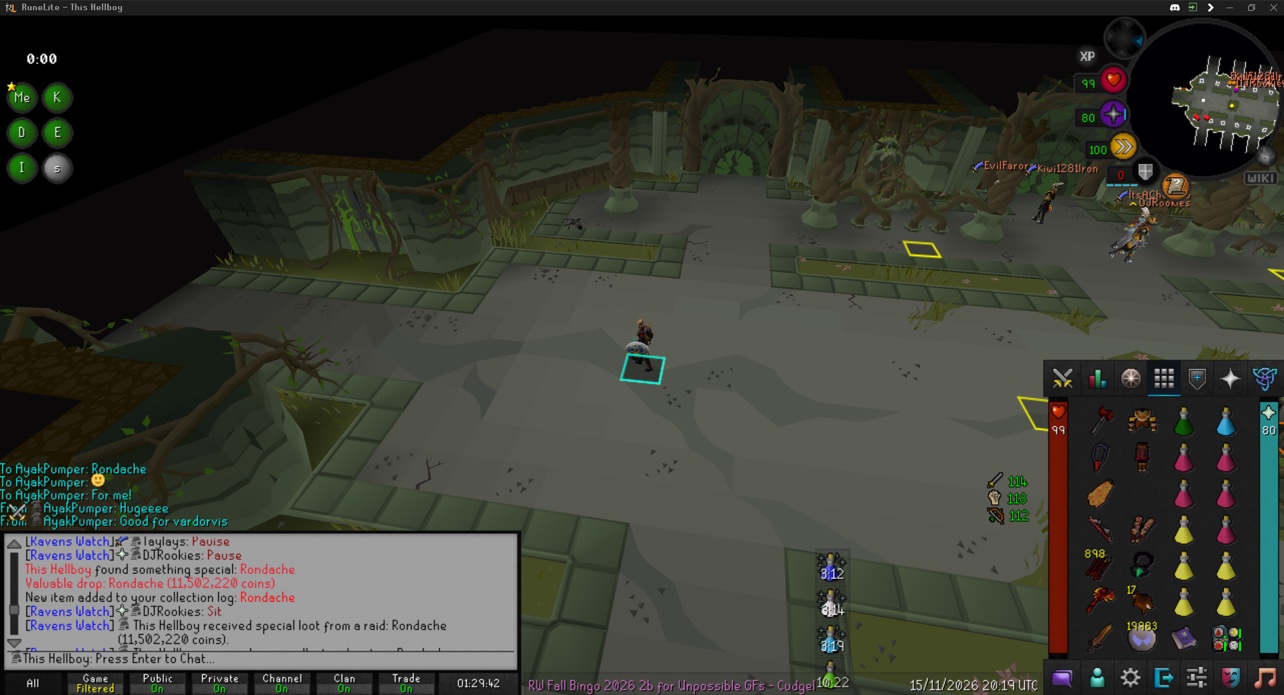 RuneLite - This Hellboy
0:00
Me K
D E
I s
XP
99
80
100
0
WIKI
EvilFaror
Kiwi1281Iron
DJRookies
114
118
112
99
80
898
17
19983
To AyakPumper: Rondache
To AyakPumper:
To AyakPumper: For me!
From AyakPumper: Hugeeee
From AyakPumper: Good for vardorvis
[Ravens Watch] Taylays: Pauise
[Ravens Watch] DJRookies: Pause
This Hellboy found something special: Rondache
Valuable drop: Rondache (11,502,220 coins)
New item added to your collection log: Rondache
[Ravens Watch] DJRookies: Sit
[Ravens Watch] This Hellboy received special loot from a raid: Rondache
(11,502,220 coins).
This Hellboy: Press Enter to Chat...
3:12
3:14
3:19
10:22
All
Game
Filtered
Public
On
Private
On
Channel
On
Clan
On
Trade
On
01:29:42
RW Fall Bingo 2026 2b for Unpossible GFs - Cudgel
15/11/2026 20:19 UTC